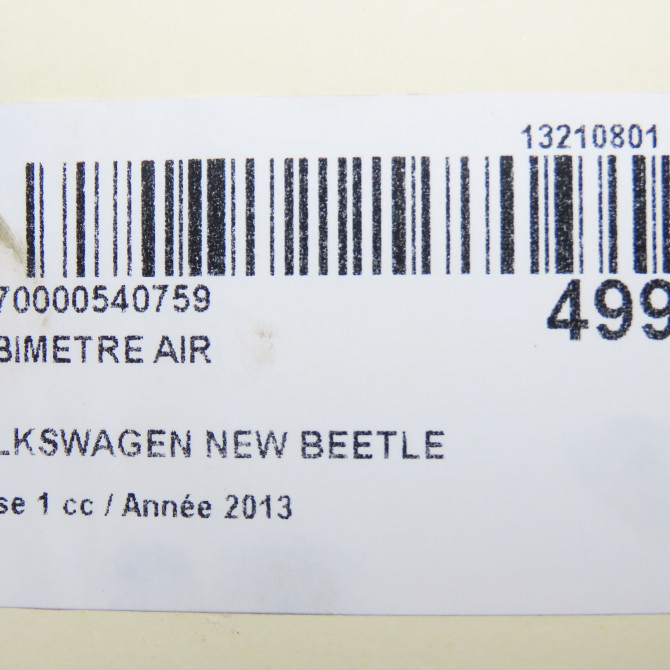 13210801
70000540759
499
BIMETRE AIR
LKSWAGEN NEW BEETLE
se 1 cc / Année 2013